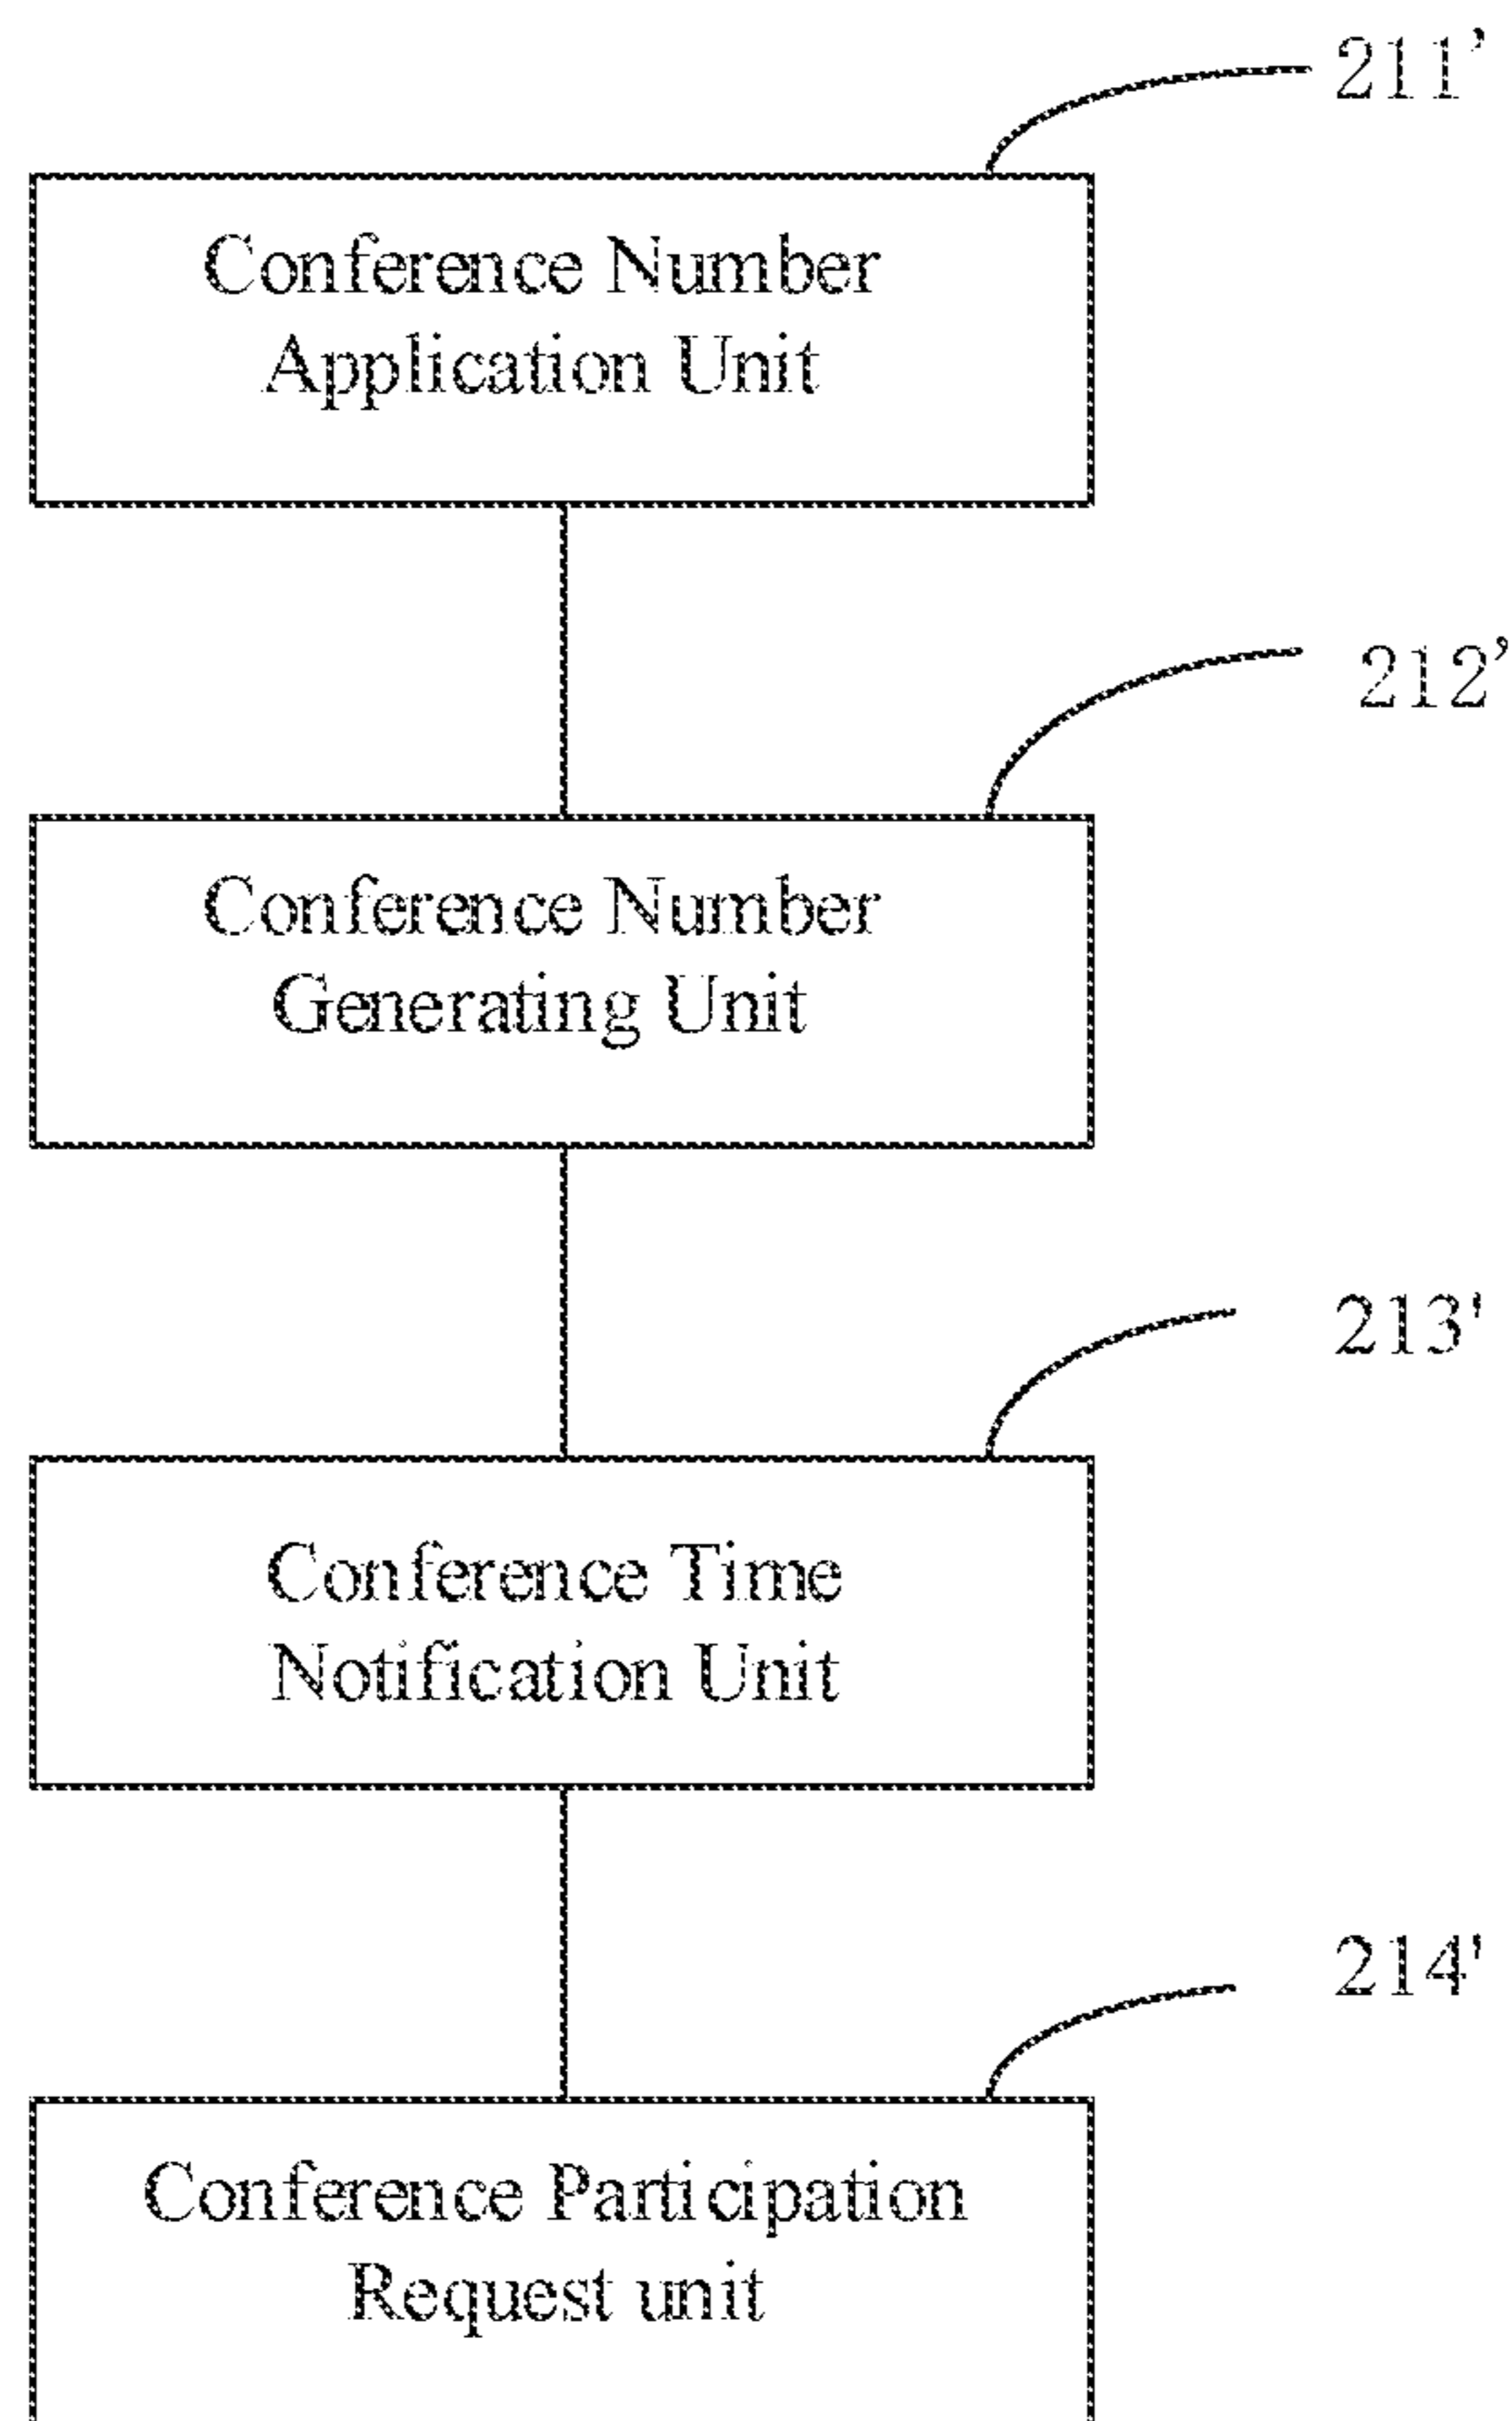 211’
Conference Number
Application Unit
212’
Conference Number
Generating Unit
213'
Conference Time
Notification Unit
214'
Conference Participation
Request unit